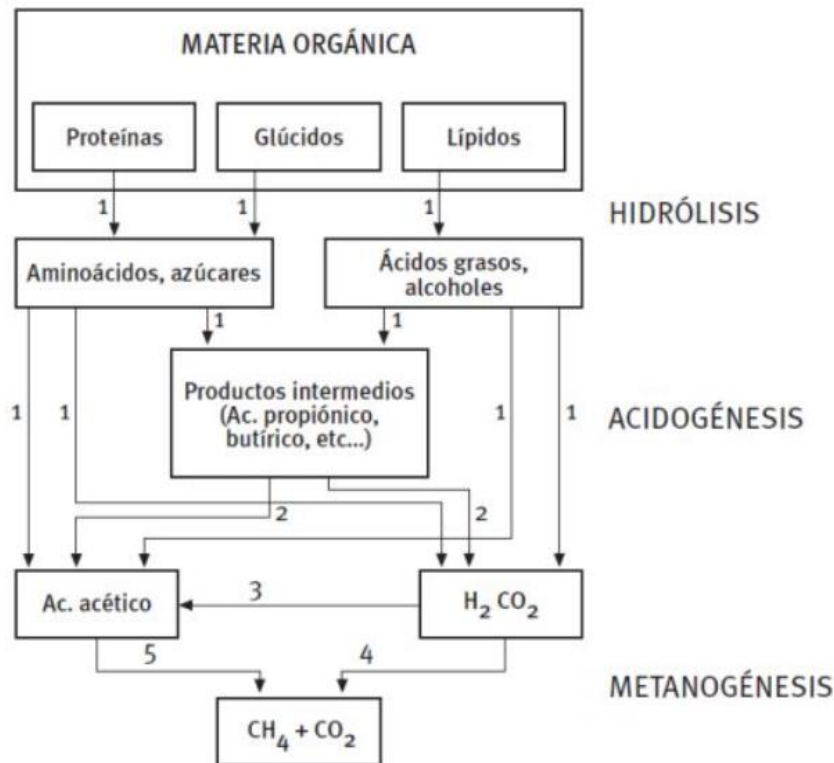 MATERIA ORGÁNICA
Proteínas
Glúcidos
Lípidos
1
1
1
HIDRÓLISIS
Aminoácidos, azúcares
Ácidos grasos,
alcoholes
1
1
1
1
1
1
Productos intermedios
(Ac. propiónico,
butírico, etc...)
ACIDOGÉNESIS
2
2
Ac. acético
3
H₂ CO₂
5
4
METANOGÉNESIS
CH₄ + CO₂